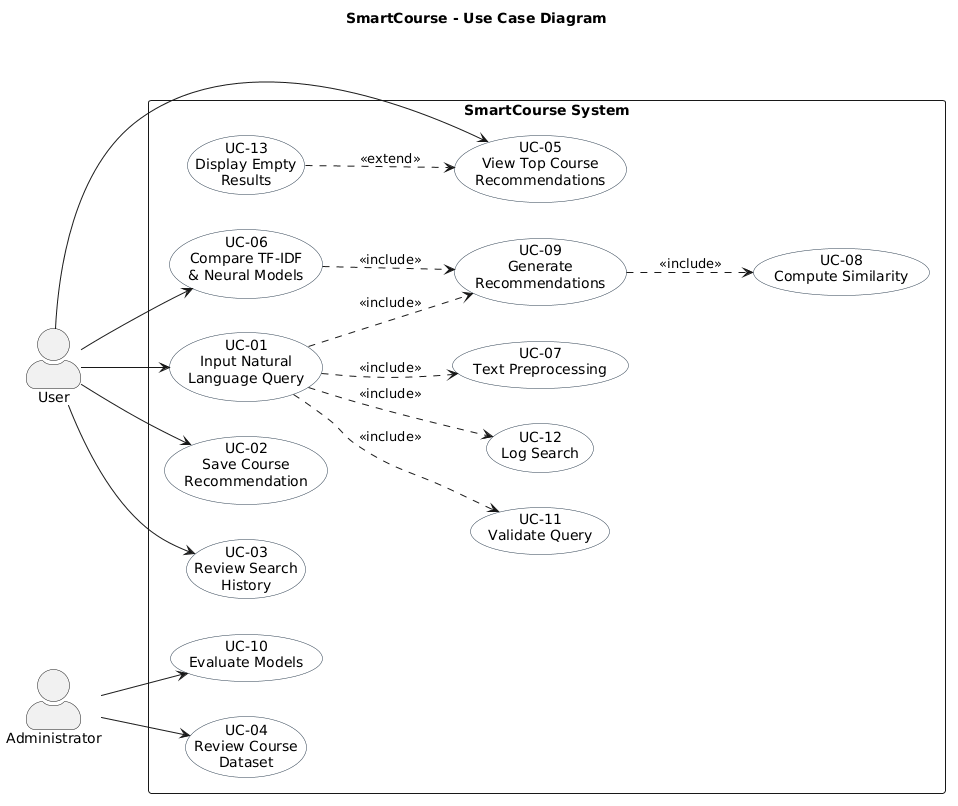 SmartCourse - Use Case Diagram
SmartCourse System
UC-13
Display Empty
Results
«extend»
UC-05
View Top Course
Recommendations
UC-06
Compare TF-IDF
& Neural Models
«include»
UC-09
Generate
Recommendations
«include»
UC-08
Compute Similarity
«include»
UC-01
Input Natural
Language Query
«include»
UC-07
Text Preprocessing
User
«include»
UC-12
Log Search
«include»
UC-02
Save Course
Recommendation
UC-11
Validate Query
UC-03
Review Search
History
UC-10
Evaluate Models
Administrator
UC-04
Review Course
Dataset